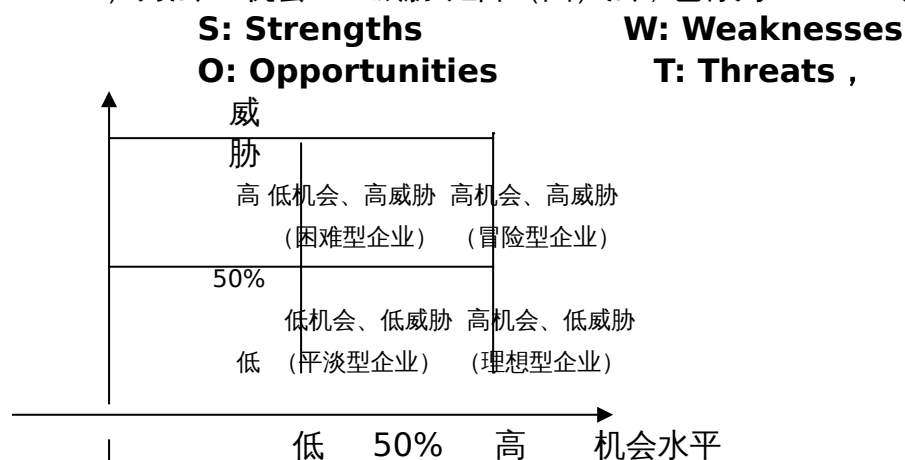 S: Strengths W: Weaknesses
O: Opportunities T: Threats，
威
胁
高 低机会、高威胁 高机会、高威胁
（困难型企业） （冒险型企业）
50%
低机会、低威胁 高机会、低威胁
低 （平淡型企业） （理想型企业）
低 50% 高 机会水平